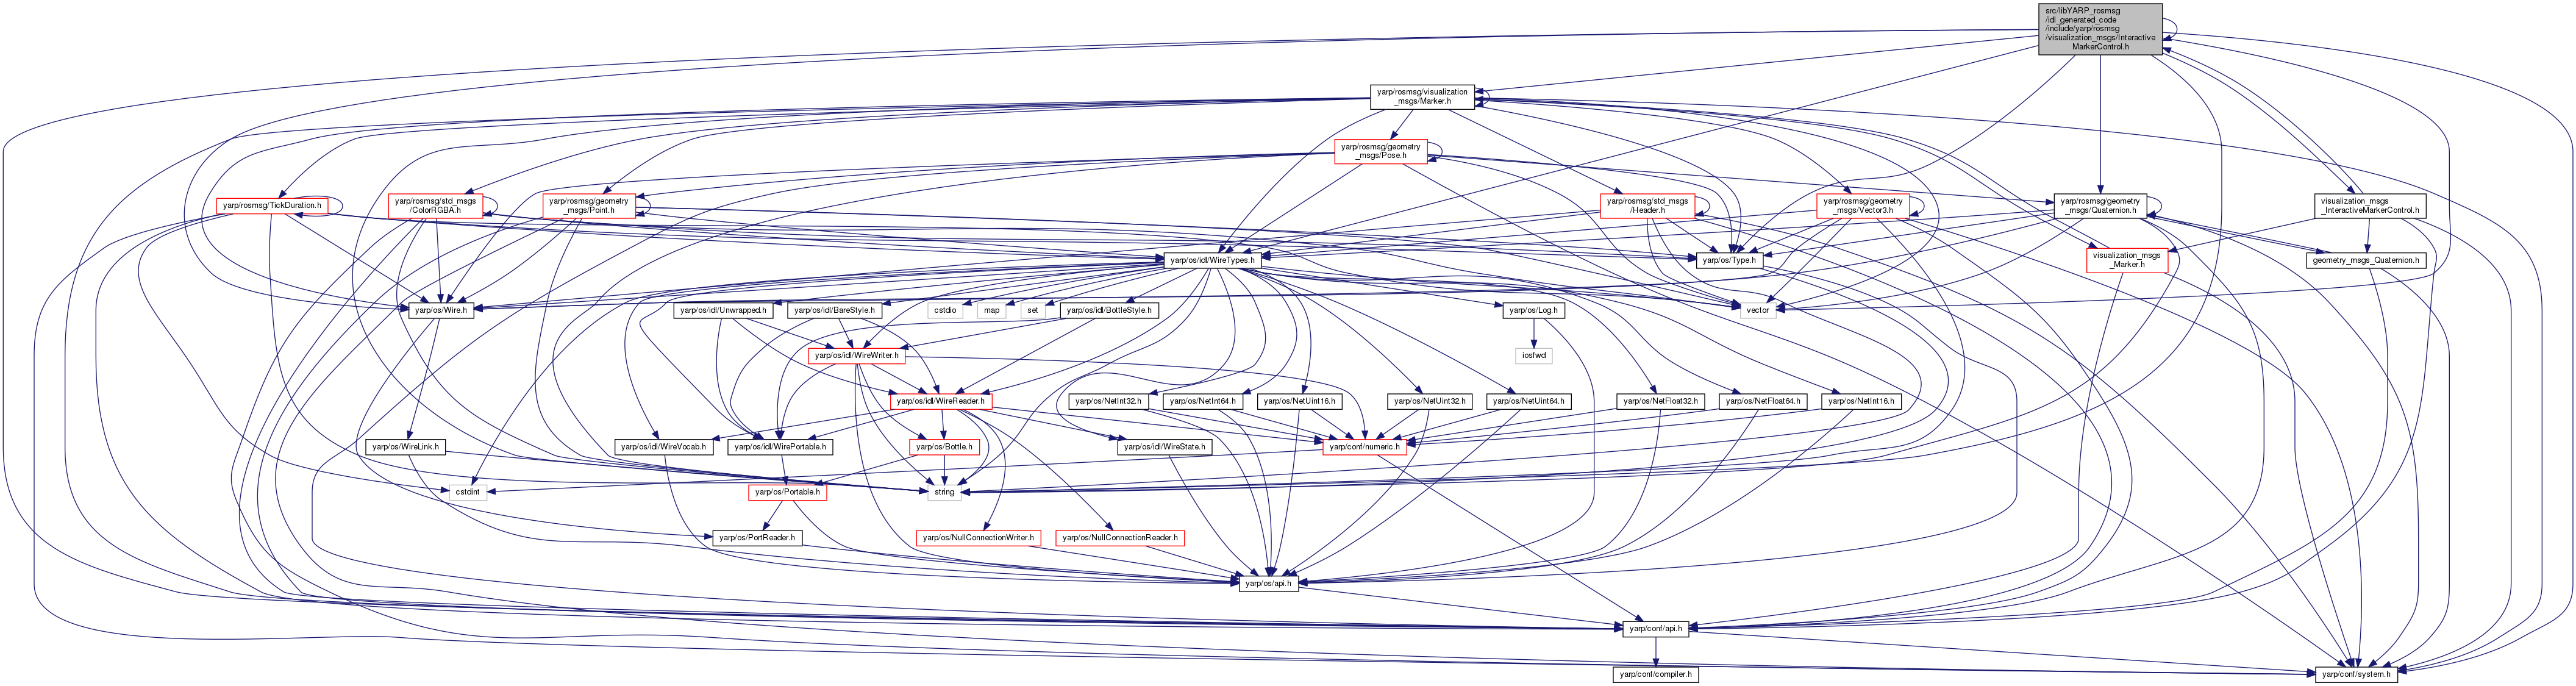 src/libYARP_rosmsg
/idl_generated_code
/include/yarp/rosmsg
/visualization_msgs/Interactive
MarkerControl.h
yarp/rosmsg/visualization
_msgs/Marker.h
yarp/rosmsg/geometry
_msgs/Pose.h
yarp/rosmsg/TickDuration.h
yarp/rosmsg/std_msgs
/ColorRGBA.h
yarp/rosmsg/geometry
_msgs/Point.h
yarp/rosmsg/std_msgs
/Header.h
yarp/rosmsg/geometry
_msgs/Vector3.h
yarp/rosmsg/geometry
_msgs/Quaternion.h
visualization_msgs
_InteractiveMarkerControl.h
yarp/os/idl/WireTypes.h
yarp/os/Type.h
visualization_msgs
_Marker.h
geometry_msgs_Quaternion.h
yarp/os/Wire.h
yarp/os/idl/Unwrapped.h
yarp/os/idl/BareStyle.h
cstdio
map
set
yarp/os/idl/BottleStyle.h
yarp/os/Log.h
vector
yarp/os/idl/WireWriter.h
iosfwd
yarp/os/idl/WireReader.h
yarp/os/NetInt32.h
yarp/os/NetInt64.h
yarp/os/NetUint16.h
yarp/os/NetUint32.h
yarp/os/NetUint64.h
yarp/os/NetFloat32.h
yarp/os/NetFloat64.h
yarp/os/NetInt16.h
yarp/os/WireLink.h
yarp/os/idl/WireVocab.h
yarp/os/idl/WirePortable.h
yarp/os/Bottle.h
yarp/os/idl/WireState.h
yarp/conf/numeric.h
cstdint
yarp/os/Portable.h
string
yarp/os/PortReader.h
yarp/os/NullConnectionWriter.h
yarp/os/NullConnectionReader.h
yarp/os/api.h
yarp/conf/api.h
yarp/conf/compiler.h
yarp/conf/system.h